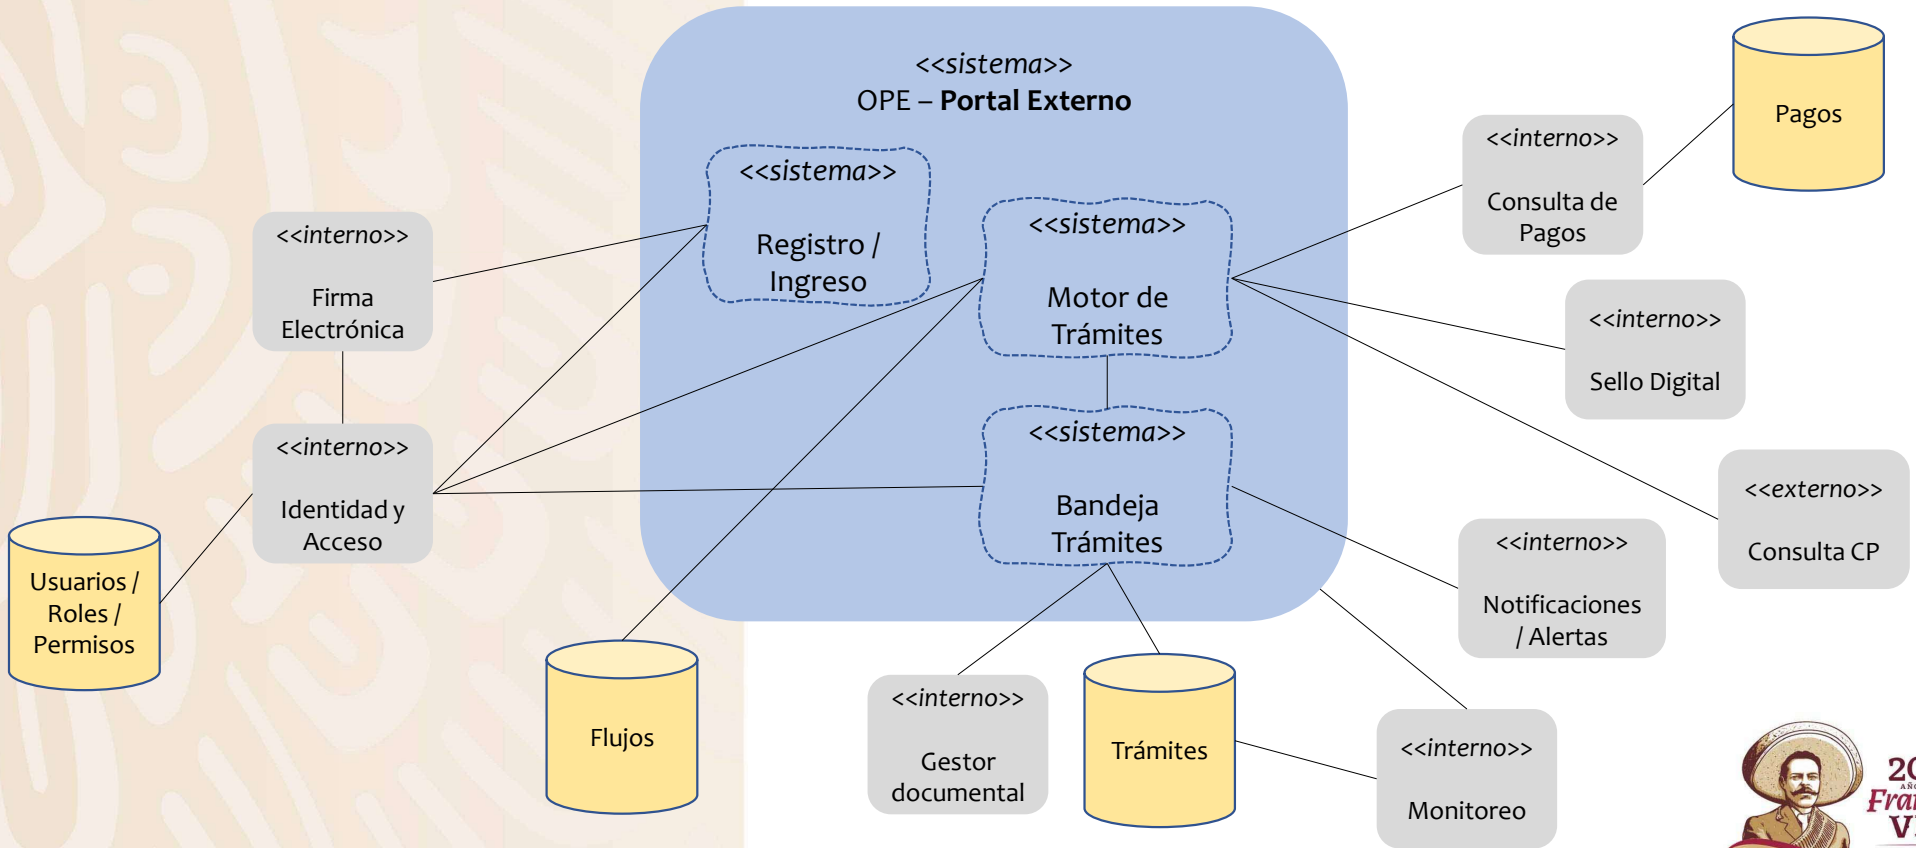 <<sistema>>
OPE – Portal Externo
<<sistema>>
Registro /
Ingreso
<<sistema>>
Motor de
Trámites
<<sistema>>
Bandeja
Trámites
<<interno>>
Firma
Electrónica
<<interno>>
Identidad y
Acceso
Usuarios /
Roles /
Permisos
Flujos
<<interno>>
Gestor
documental
Trámites
<<interno>>
Monitoreo
<<interno>>
Notificaciones
/ Alertas
<<externo>>
Consulta CP
<<interno>>
Sello Digital
<<interno>>
Consulta de
Pagos
Pagos